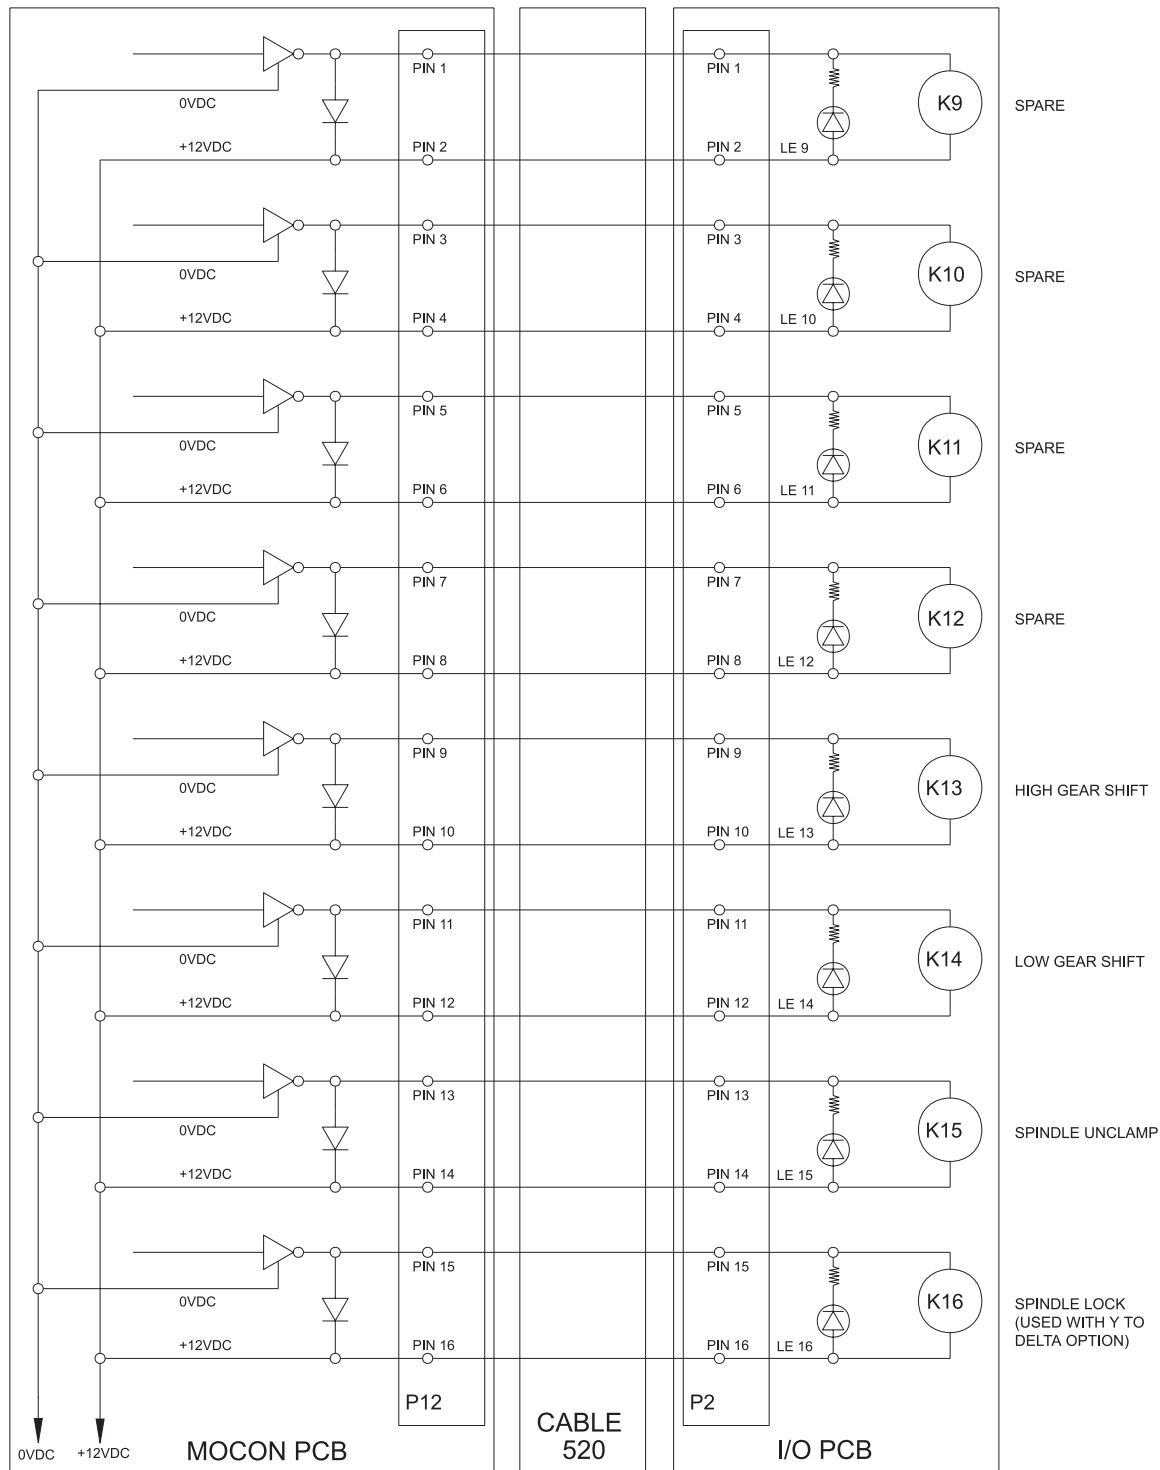 PIN 1
PIN 1
0VDC
K9
SPARE
+12VDC
PIN 2
PIN 2
LE 9
PIN 3
PIN 3
0VDC
K10
SPARE
+12VDC
PIN 4
PIN 4
LE 10
PIN 5
PIN 5
0VDC
K11
SPARE
+12VDC
PIN 6
PIN 6
LE 11
PIN 7
PIN 7
0VDC
K12
SPARE
+12VDC
PIN 8
PIN 8
LE 12
PIN 9
PIN 9
0VDC
K13
HIGH GEAR SHIFT
+12VDC
PIN 10
PIN 10
LE 13
PIN 11
PIN 11
0VDC
K14
LOW GEAR SHIFT
+12VDC
PIN 12
PIN 12
LE 14
PIN 13
PIN 13
0VDC
K15
SPINDLE UNCLAMP
+12VDC
PIN 14
PIN 14
LE 15
PIN 15
PIN 15
0VDC
K16
SPINDLE LOCK
(USED WITH Y TO
DELTA OPTION)
+12VDC
PIN 16
PIN 16
LE 16
P12
P2
0VDC
+12VDC
MOCON PCB
CABLE
520
I/O PCB